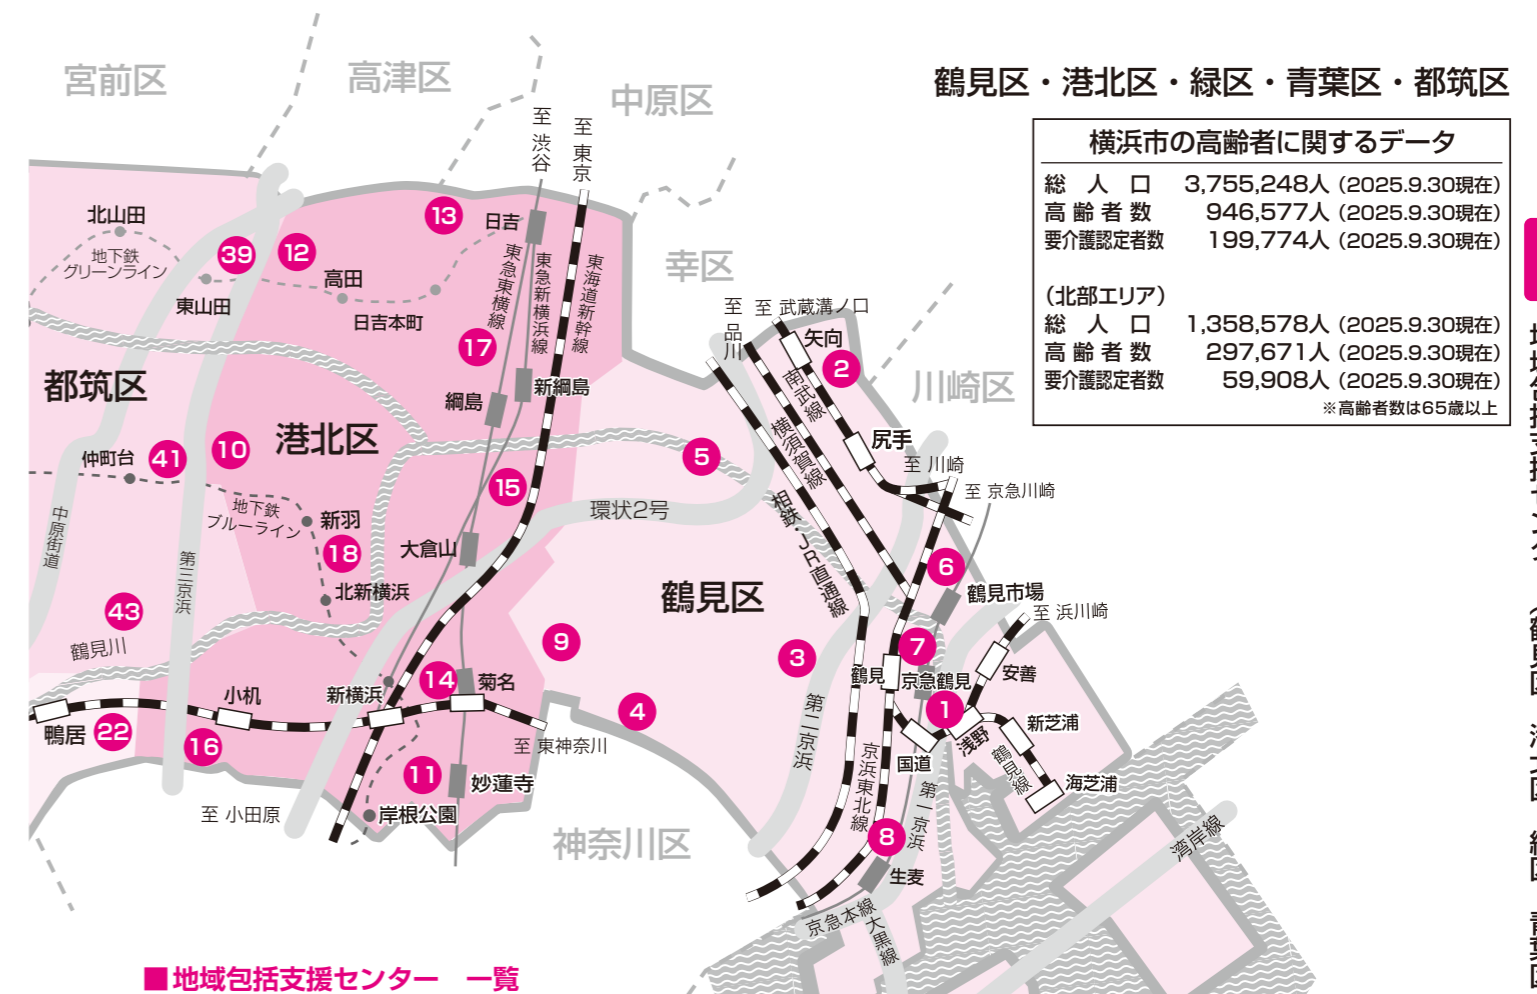 鶴見区・港北区・緑区・青葉区・都筑区
横浜市の高齢者に関するデータ
総人口 3,755,248人（2025.9.30現在）
高齢者数 946,577人（2025.9.30現在）
要介護認定者数 199,774人（2025.9.30現在）
（北部エリア）
総人口 1,358,578人（2025.9.30現在）
高齢者数 297,671人（2025.9.30現在）
要介護認定者数 59,908人（2025.9.30現在）
※高齢者数は65歳以上
宮前区
高津区
中原区
幸区
川崎区
神奈川区
都筑区
港北区
鶴見区
至 渋谷
至 東京
至 品川
至 武蔵溝ノ口
至 川崎
至 京急川崎
至 浜川崎
至 東神奈川
至 小田原
北山田
地下鉄
グリーンライン
東山田
39
12
13
高田
日吉本町
日吉
東急東横線
東急新横浜線
東海道新幹線
17
綱島
新綱島
仲町台
41
10
地下鉄
ブルーライン
新羽
18
北新横浜
15
大倉山
環状2号
中原街道
第三京浜
43
鶴見川
鴨居
22
小机
16
新横浜
14
菊名
11
妙蓮寺
岸根公園
矢向
2
南武線
尻手
横須賀線
相鉄・JR直通線
5
6
鶴見市場
7
鶴見
京急鶴見
1
3
9
4
安善
浅野
新芝浦
鶴見線
海芝浦
国道
第二京浜
京浜東北線
第一京浜
8
生麦
京急本線
大黒線
湾岸線
■地域包括支援センター 一覧